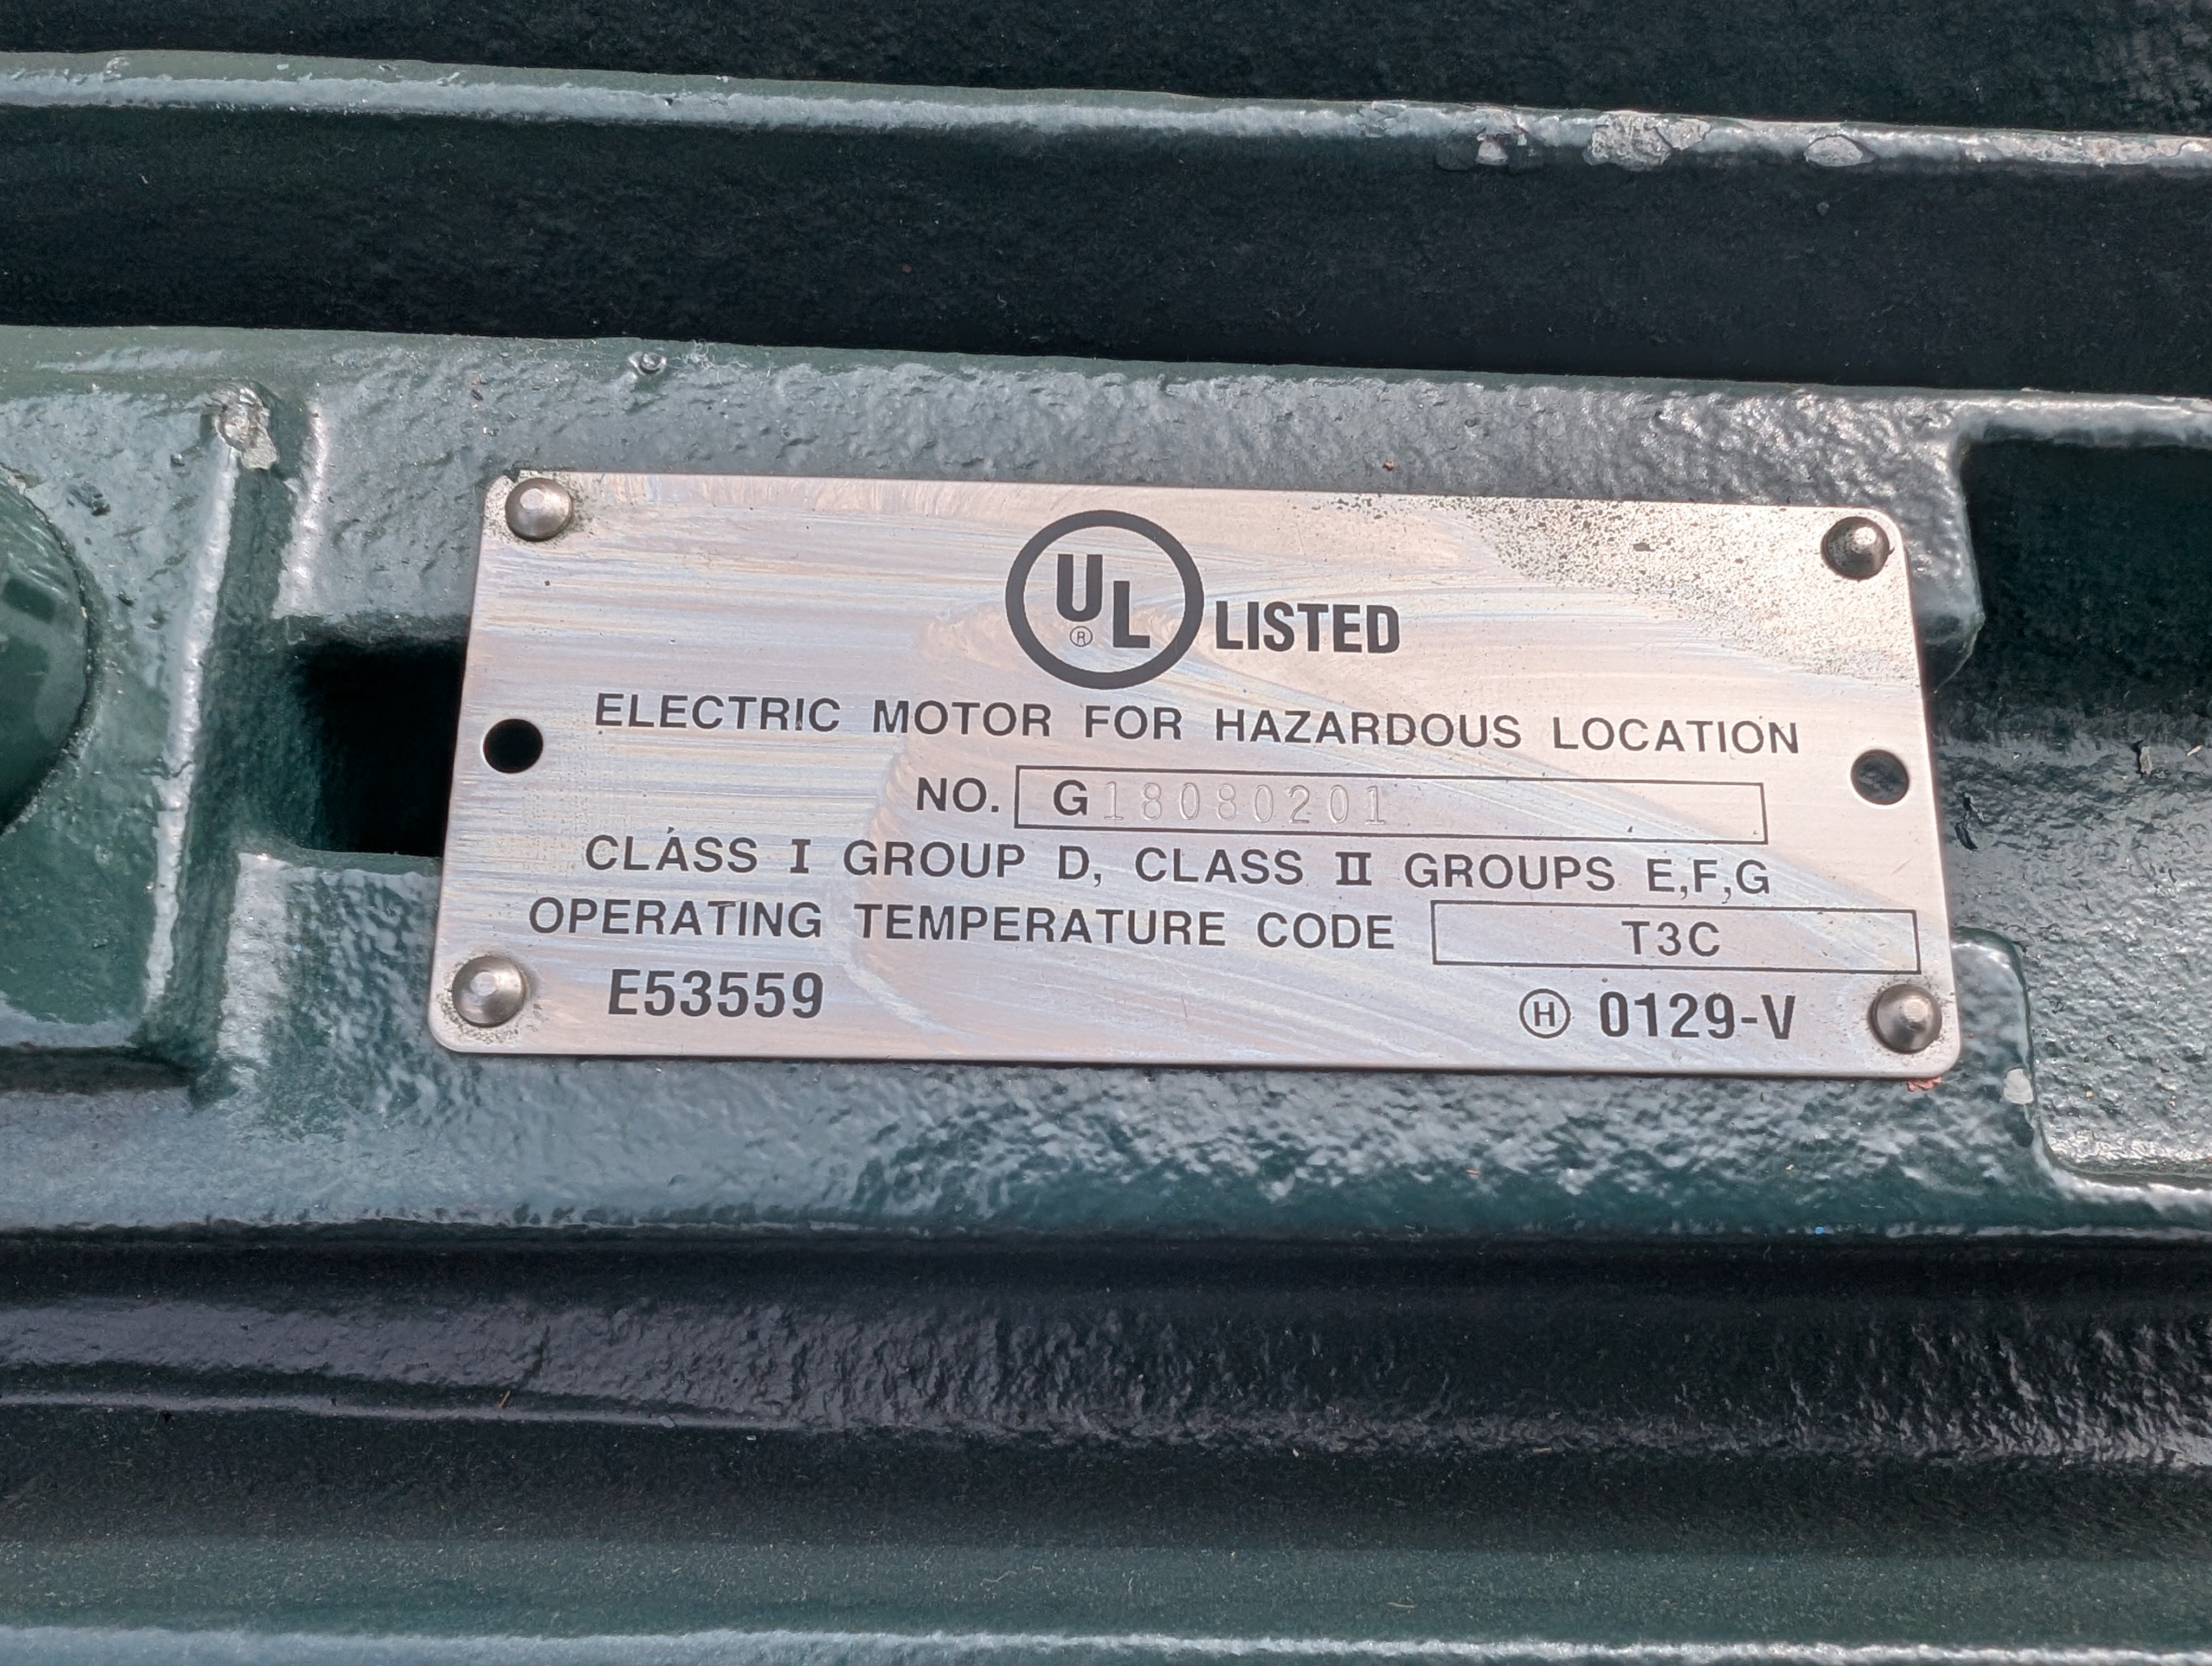 UL® LISTED
ELECTRIC MOTOR FOR HAZARDOUS LOCATION
NO. G18080201
CLASS I GROUP D, CLASS II GROUPS E,F,G
OPERATING TEMPERATURE CODE T3C
E53559 Ⓗ 0129-V